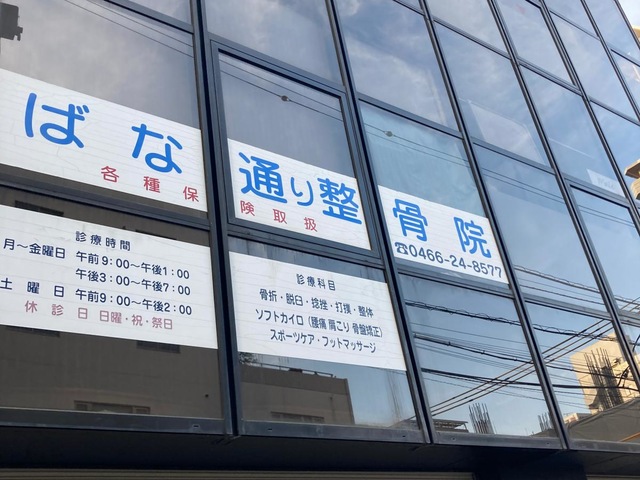 ばな通り整骨院
各種保険取扱
☎0466-24-8577
診療時間
月～金曜日 午前9:00～午後1:00
午後3:00～午後7:00
土曜日 午前9:00～午後2:00
休診日 日曜・祝・祭日
診療科目
骨折・脱臼・捻挫・打撲・整体
ソフトカイロ(腰痛 肩こり 骨盤矯正)
スポーツケア・フットマッサージ